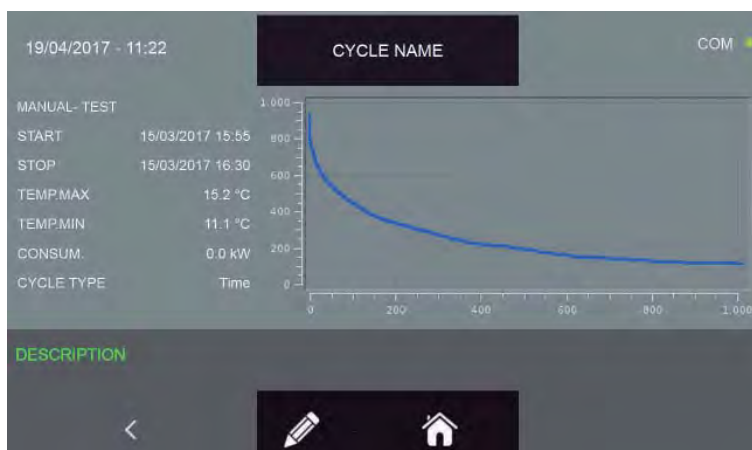 19/04/2017 - 11:22
CYCLE NAME
COM
MANUAL- TEST
START 15/03/2017 15:55
STOP 15/03/2017 16:30
TEMP.MAX 15.2 °C
TEMP.MIN 11.1 °C
CONSUM. 0.0 kW
CYCLE TYPE Time
1.000
800
600
400
200
0
0 200 400 600 800 1.000
DESCRIPTION